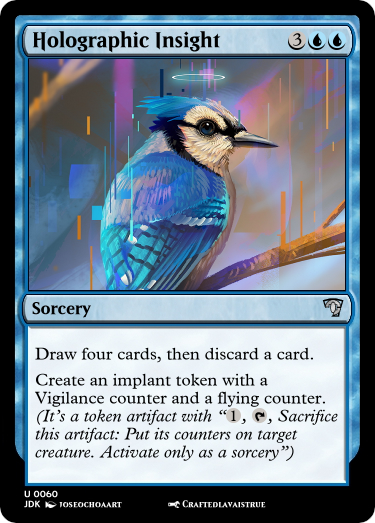 Holographic Insight 3
Sorcery
Draw four cards, then discard a card.
Create an implant token with a
Vigilance counter and a flying counter.
(It's a token artifact with “1, , Sacrifice
this artifact: Put its counters on target
creature. Activate only as a sorcery”)
U 0060
JDK JOSECHOAART CRAFTEDLAVAISTRUE